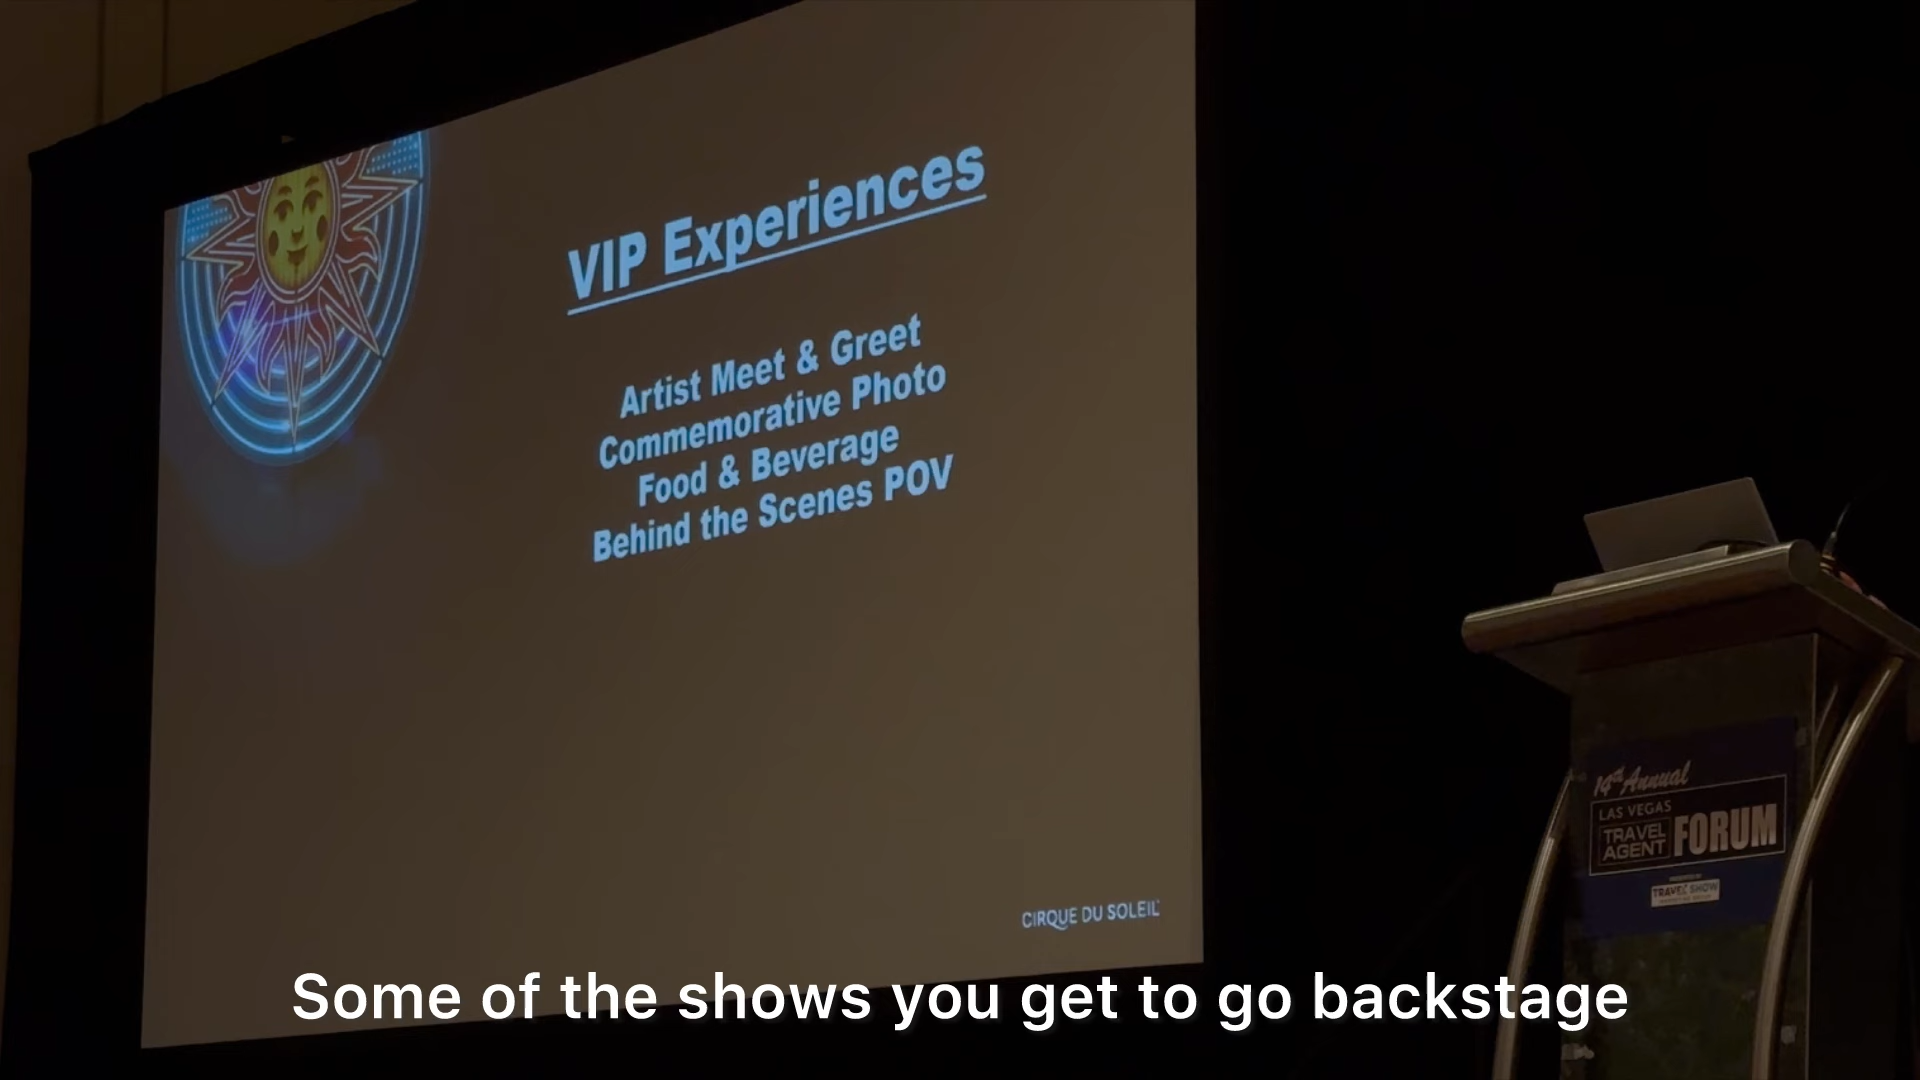 VIP Experiences
Artist Meet & Greet
Commemorative Photo
Food & Beverage
Behind the Scenes POV
CIRQUE DU SOLEIL
14th Annual
LAS VEGAS
TRAVEL
AGENT
FORUM
TRAVEL SHOW
Some of the shows you get to go backstage